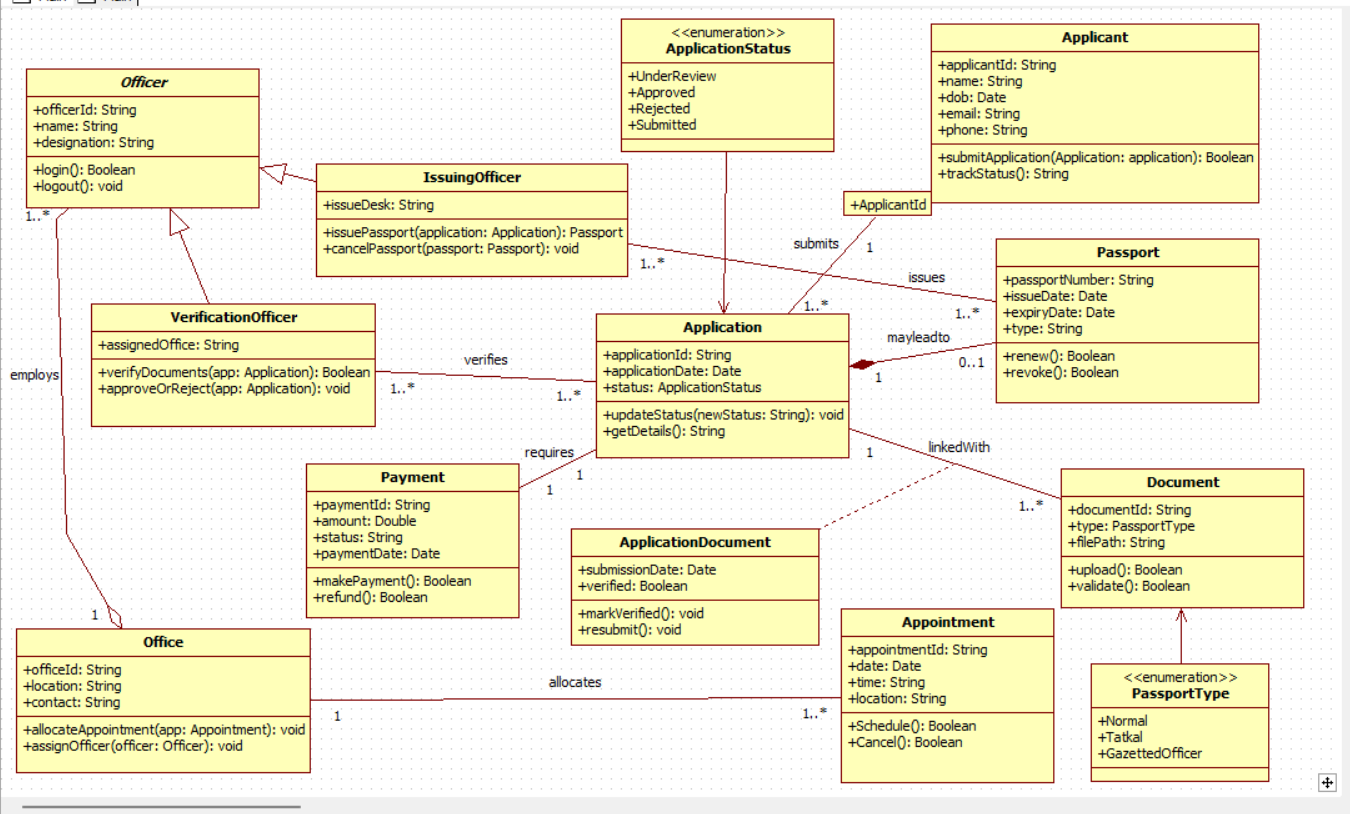 <<enumeration>>
ApplicationStatus
+UnderReview
+Approved
+Rejected
+Submitted
Applicant
+applicantId: String
+name: String
+dob: Date
+email: String
+phone: String
+submitApplication(Application: application): Boolean
+trackStatus(): String
+ApplicantId
Officer
+officerId: String
+name: String
+designation: String
+login(): Boolean
+logout(): void
1..*
IssuingOfficer
+issueDesk: String
+issuePassport(application: Application): Passport
+cancelPassport(passport: Passport): void
submits
1
1..*
1..*
issues
1..*
Passport
+passportNumber: String
+issueDate: Date
+expiryDate: Date
+type: String
+renew(): Boolean
+revoke(): Boolean
VerificationOfficer
+assignedOffice: String
+verifyDocuments(app: Application): Boolean
+approveOrReject(app: Application): void
verifies
1..*
1..*
Application
+applicationId: String
+applicationDate: Date
+status: ApplicationStatus
+updateStatus(newStatus: String): void
+getDetails(): String
mayleadto
1
0..1
employs
1
requires
1
1
linkedWith
1
1..*
Payment
+paymentId: String
+amount: Double
+status: String
+paymentDate: Date
+makePayment(): Boolean
+refund(): Boolean
Document
+documentId: String
+type: PassportType
+filePath: String
+upload(): Boolean
+validate(): Boolean
ApplicationDocument
+submissionDate: Date
+verified: Boolean
+markVerified(): void
+resubmit(): void
Office
+officeId: String
+location: String
+contact: String
+allocateAppointment(app: Appointment): void
+assignOfficer(officer: Officer): void
allocates
1
1..*
Appointment
+appointmentId: String
+date: Date
+time: String
+location: String
+Schedule(): Boolean
+Cancel(): Boolean
<<enumeration>>
PassportType
+Normal
+Tatkal
+GazettedOfficer